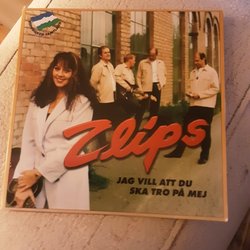 Zlips
JAG VILL ATT DU
SKA TRO PÅ MEJ